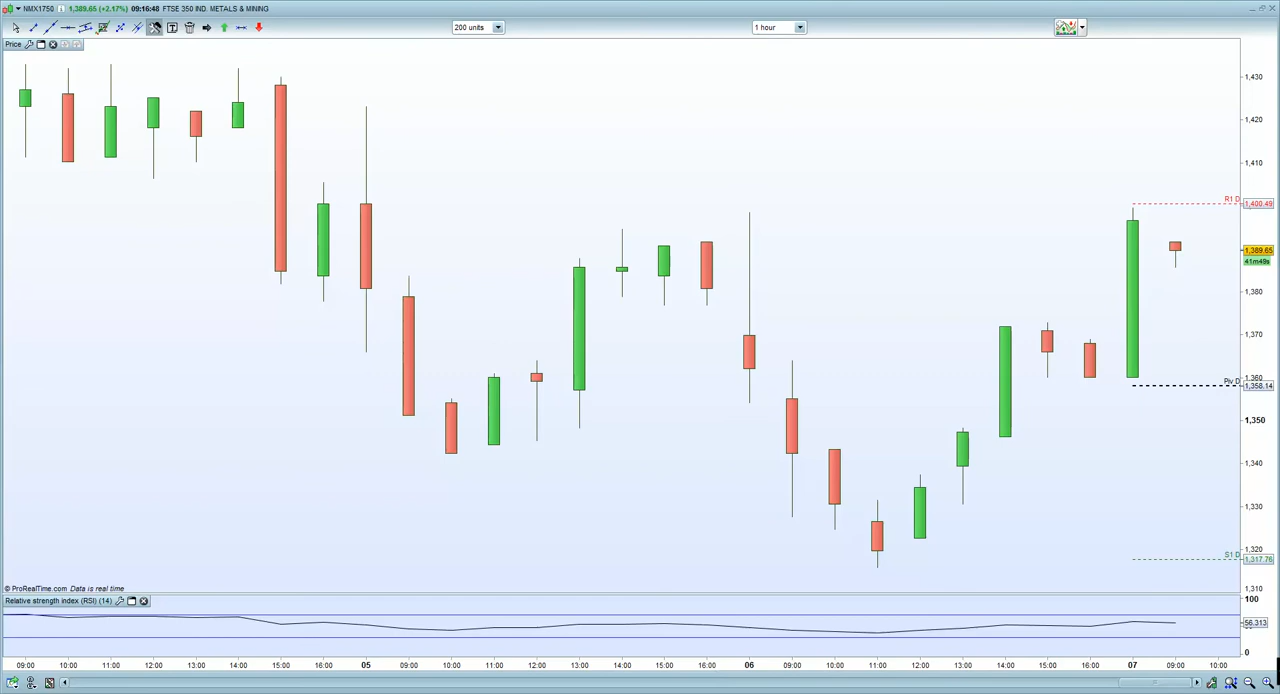 NMX1750 1,389.65 (+2.17%) 09:16:48 FTSE 350 IND. METALS & MINING
200 units 1 hour
Price
1,430
1,420
1,410
R1 D 1,400.49
1,389.65
41m49s
1,380
1,370
1,360
Piv D 1,358.14
1,350
1,340
1,330
1,320
S1 D 1,317.76
1,310
© ProRealTime.com Data is real time
Relative strength index (RSI) (14)
100
56.313
0
09:00 10:00 11:00 12:00 13:00 14:00 15:00 16:00 05 09:00 10:00 11:00 12:00 13:00 14:00 15:00 16:00 06 09:00 10:00 11:00 12:00 13:00 14:00 15:00 16:00 07 09:00 10:00